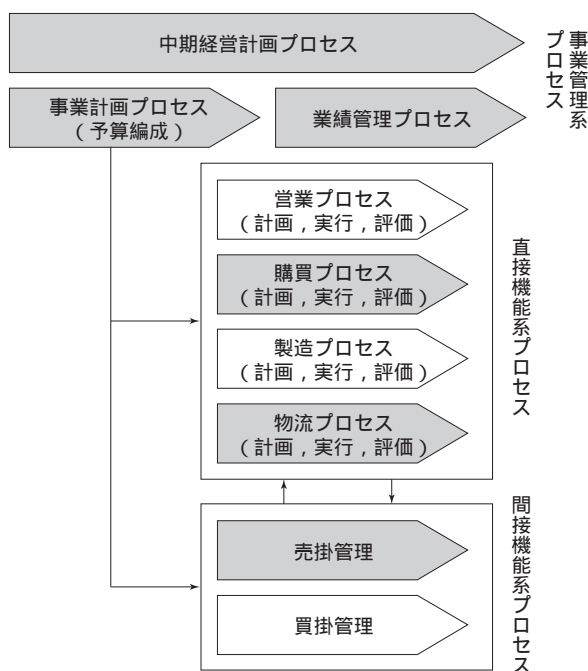 中期経営計画プロセス
事業管理系
プロセス
事業計画プロセス
（予算編成）
業績管理プロセス
営業プロセス
（計画，実行，評価）
購買プロセス
（計画，実行，評価）
製造プロセス
（計画，実行，評価）
物流プロセス
（計画，実行，評価）
直接機能系プロセス
売掛管理
買掛管理
間接機能系プロセス